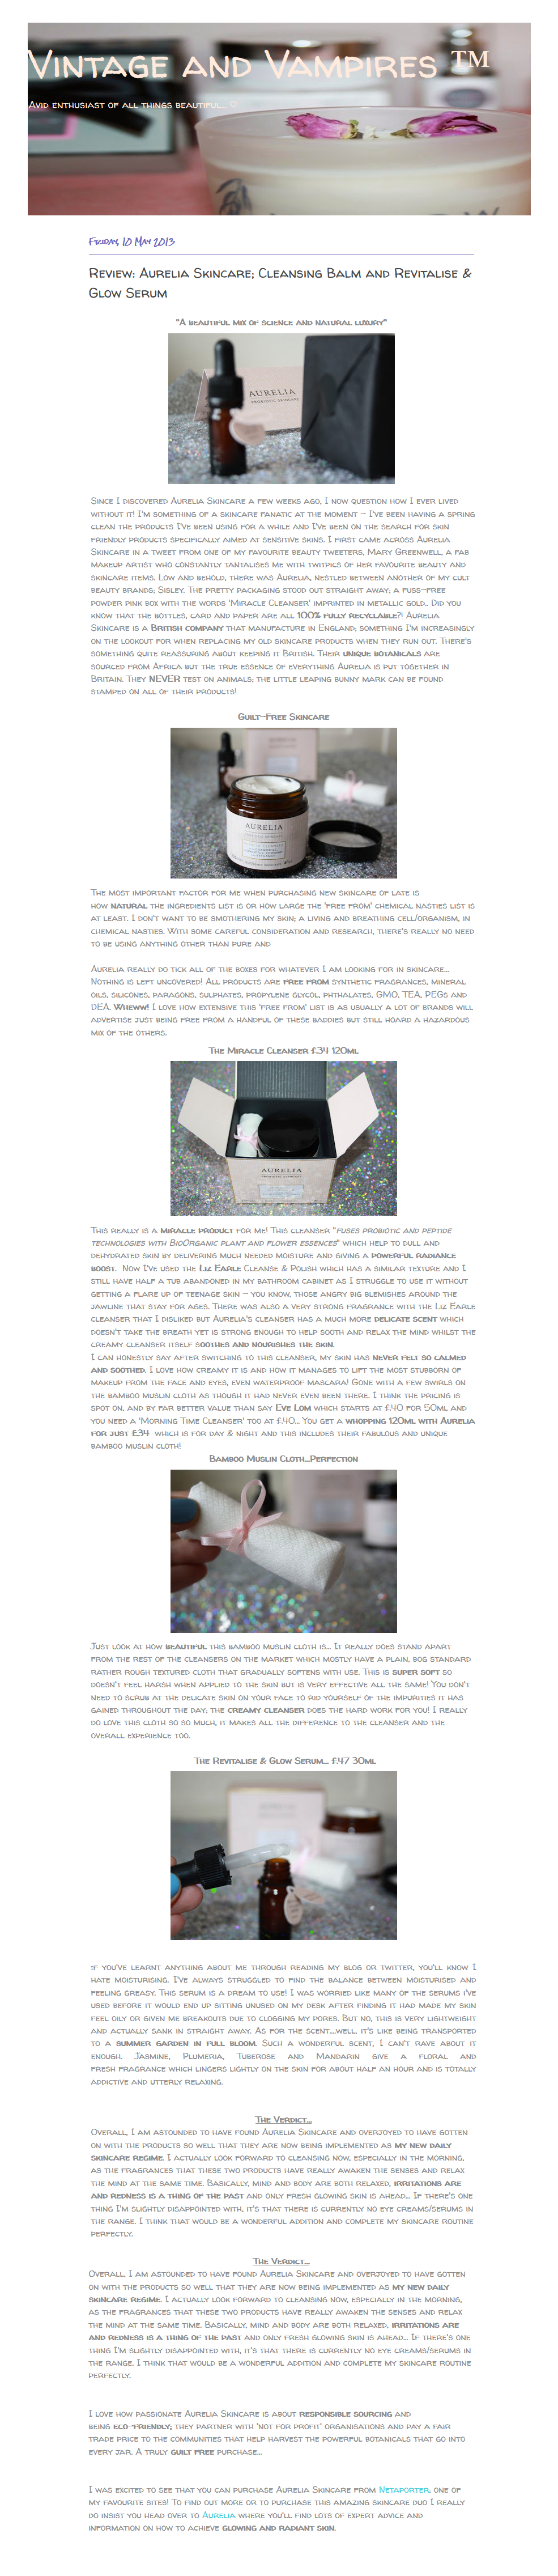 Vintage and Vampires ™
Avid enthusiast of all things beautiful... ♡
Friday, 10 May 2013
Review: Aurelia Skincare; Cleansing Balm and Revitalise &
Glow Serum
"A beautiful mix of science and natural luxury"
AURELIA
PROBIOTIC SKINCARE
Since I discovered Aurelia Skincare a few weeks ago, I now question how I ever lived
without it! I'm something of a skincare fanatic at the moment - I've been having a spring
clean the products I've been using for a while and I've been on the search for skin
friendly products specifically aimed at sensitive skins. I first came across Aurelia
Skincare in a tweet from one of my favourite beauty tweeters, Mary Greenwell, a fab
makeup artist who constantly tantalises me with twitpics of her favourite beauty and
skincare items. Low and behold, there was Aurelia, nestled between another of my cult
beauty brands; Sisley. The pretty packaging stood out straight away; a fuss-free
powder pink box with the words 'Miracle Cleanser' imprinted in metallic gold.. Did you
know that the bottles, card and paper are all 100% fully recyclable?! Aurelia
Skincare is a British company that manufacture in England; something I'm increasingly
on the lookout for when replacing my old skincare products when they run out. There's
something quite reassuring about keeping it British. Their unique botanicals are
sourced from Africa but the true essence of everything Aurelia is put together in
Britain. They NEVER test on animals; the little leaping bunny mark can be found
stamped on all of their products!
Guilt-Free Skincare
AURELIA
The most important factor for me when purchasing new skincare of late is
how natural the ingredients list is or how large the 'free from' chemical nasties list is
at least. I don't want to be smothering my skin; a living and breathing cell/organism, in
chemical nasties. With some careful consideration and research, there's really no need
to be using anything other than pure and
Aurelia really do tick all of the boxes for whatever I am looking for in skincare...
Nothing is left uncovered! All products are free from synthetic fragrances, mineral
oils, silicones, paragons, sulphates, propylene glycol, phthalates, GMO, TEA, PEGs and
DEA. Wheww! I love how extensive this 'free from' list is as usually a lot of brands will
advertise just being free from a handful of these baddies but still hoard a hazardous
mix of the others.
The Miracle Cleanser £34 120ml
AURELIA
PROBIOTIC SKINCARE
This really is a miracle product for me! This cleanser "fuses probiotic and peptide
technologies with BioOrganic plant and flower essences" which help to dull and
dehydrated skin by delivering much needed moisture and giving a powerful radiance
boost. Now I've used the Liz Earle Cleanse & Polish which has a similar texture and I
still have half a tub abandoned in my bathroom cabinet as I struggle to use it without
getting a flare up of teenage skin - you know, those angry big blemishes around the
jawline that stay for ages. There was also a very strong fragrance with the Liz Earle
cleanser that I disliked but Aurelia's cleanser has a much more delicate scent which
doesn't take the breath yet is strong enough to help sooth and relax the mind whilst the
creamy cleanser itself soothes and nourishes the skin.
I can honestly say after switching to this cleanser, my skin has never felt so calmed
and soothed. I love how creamy it is and how it manages to lift the most stubborn of
makeup from the face and eyes, even waterproof mascara! Gone with a few swirls on
the bamboo muslin cloth as though it had never even been there. I think the pricing is
spot on, and by far better value than say Eve Lom which starts at £40 for 50ml and
you need a 'Morning Time Cleanser' too at £40... You get a whopping 120ml with Aurelia
for just £34 which is for day & night and this includes their fabulous and unique
bamboo muslin cloth!
Bamboo Muslin Cloth...Perfection
Just look at how beautiful this bamboo muslin cloth is... It really does stand apart
from the rest of the cleansers on the market which mostly have a plain, bog standard
rather rough textured cloth that gradually softens with use. This is super soft so
doesn't feel harsh when applied to the skin but is very effective all the same! You don't
need to scrub at the delicate skin on your face to rid yourself of the impurities it has
gained throughout the day; the creamy cleanser does the hard work for you! I really
do love this cloth so so much, it makes all the difference to the cleanser and the
overall experience too.
The Revitalise & Glow Serum... £47 30ml
:if you've learnt anything about me through reading my blog or twitter, you'll know I
hate moisturising. I've always struggled to find the balance between moisturised and
feeling greasy. This serum is a dream to use! I was worried like many of the serums i've
used before it would end up sitting unused on my desk after finding it had made my skin
feel oily or given me breakouts due to clogging my pores. But no, this is very lightweight
and actually sank in straight away. As for the scent....well, it's like being transported
to a summer garden in full bloom. Such a wonderful scent, I can't rave about it
enough. Jasmine, Plumeria, Tuberose and Mandarin give a floral and
fresh fragrance which lingers lightly on the skin for about half an hour and is totally
addictive and utterly relaxing.
The Verdict...
Overall, I am astounded to have found Aurelia Skincare and overjoyed to have gotten
on with the products so well that they are now being implemented as my new daily
skincare regime. I actually look forward to cleansing now, especially in the morning,
as the fragrances that these two products have really awaken the senses and relax
the mind at the same time. Basically, mind and body are both relaxed, irritations are
and redness is a thing of the past and only fresh glowing skin is ahead... If there's one
thing I'm slightly disappointed with, it's that there is currently no eye creams/serums in
the range. I think that would be a wonderful addition and complete my skincare routine
perfectly.
The Verdict...
Overall, I am astounded to have found Aurelia Skincare and overjoyed to have gotten
on with the products so well that they are now being implemented as my new daily
skincare regime. I actually look forward to cleansing now, especially in the morning,
as the fragrances that these two products have really awaken the senses and relax
the mind at the same time. Basically, mind and body are both relaxed, irritations are
and redness is a thing of the past and only fresh glowing skin is ahead... If there's one
thing I'm slightly disappointed with, it's that there is currently no eye creams/serums in
the range. I think that would be a wonderful addition and complete my skincare routine
perfectly.
I love how passionate Aurelia Skincare is about responsible sourcing and
being eco-friendly; they partner with 'not for profit' organisations and pay a fair
trade price to the communities that help harvest the powerful botanicals that go into
every jar. A truly guilt free purchase...
I was excited to see that you can purchase Aurelia Skincare from Netaporter; one of
my favourite sites! To find out more or to purchase this amazing skincare duo I really
do insist you head over to Aurelia where you'll find lots of expert advice and
information on how to achieve glowing and radiant skin.